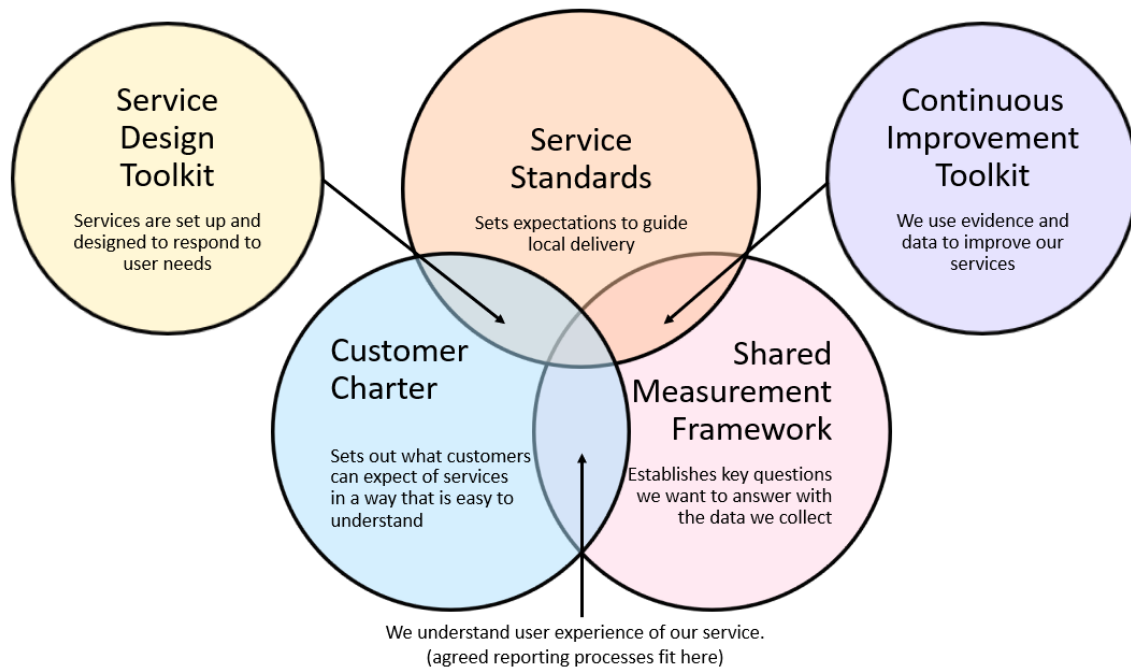 Service
Design
Toolkit
Services are set up and
designed to respond to
user needs
Service
Standards
Sets expectations to guide
local delivery
Continuous
Improvement
Toolkit
We use evidence and
data to improve our
services
Customer
Charter
Sets out what customers
can expect of services
in a way that is easy to
understand
Shared
Measurement
Framework
Establishes key questions
we want to answer with
the data we collect
We understand user experience of our service.
(agreed reporting processes fit here)